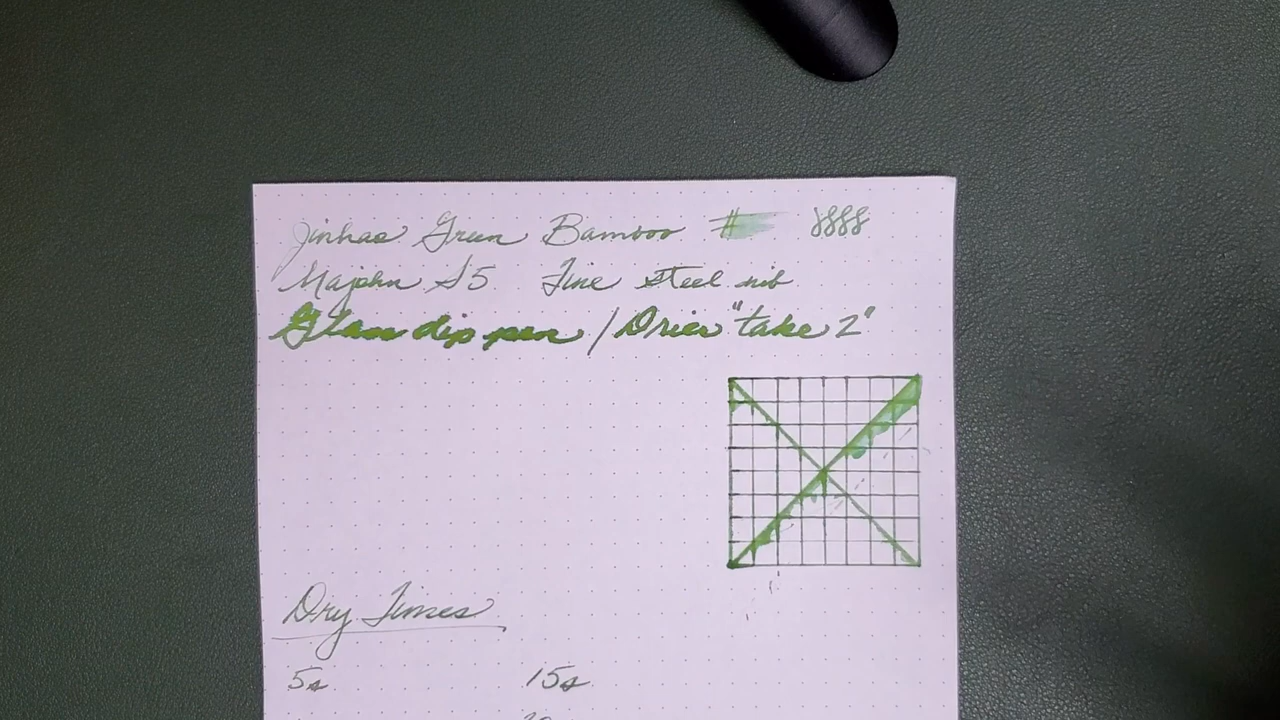 Jinhao Green Bamboo # 8888
Majohn S5 Fine steel nib
Glass dip pen / Drier "take 2"
Dry Times
5s 15s